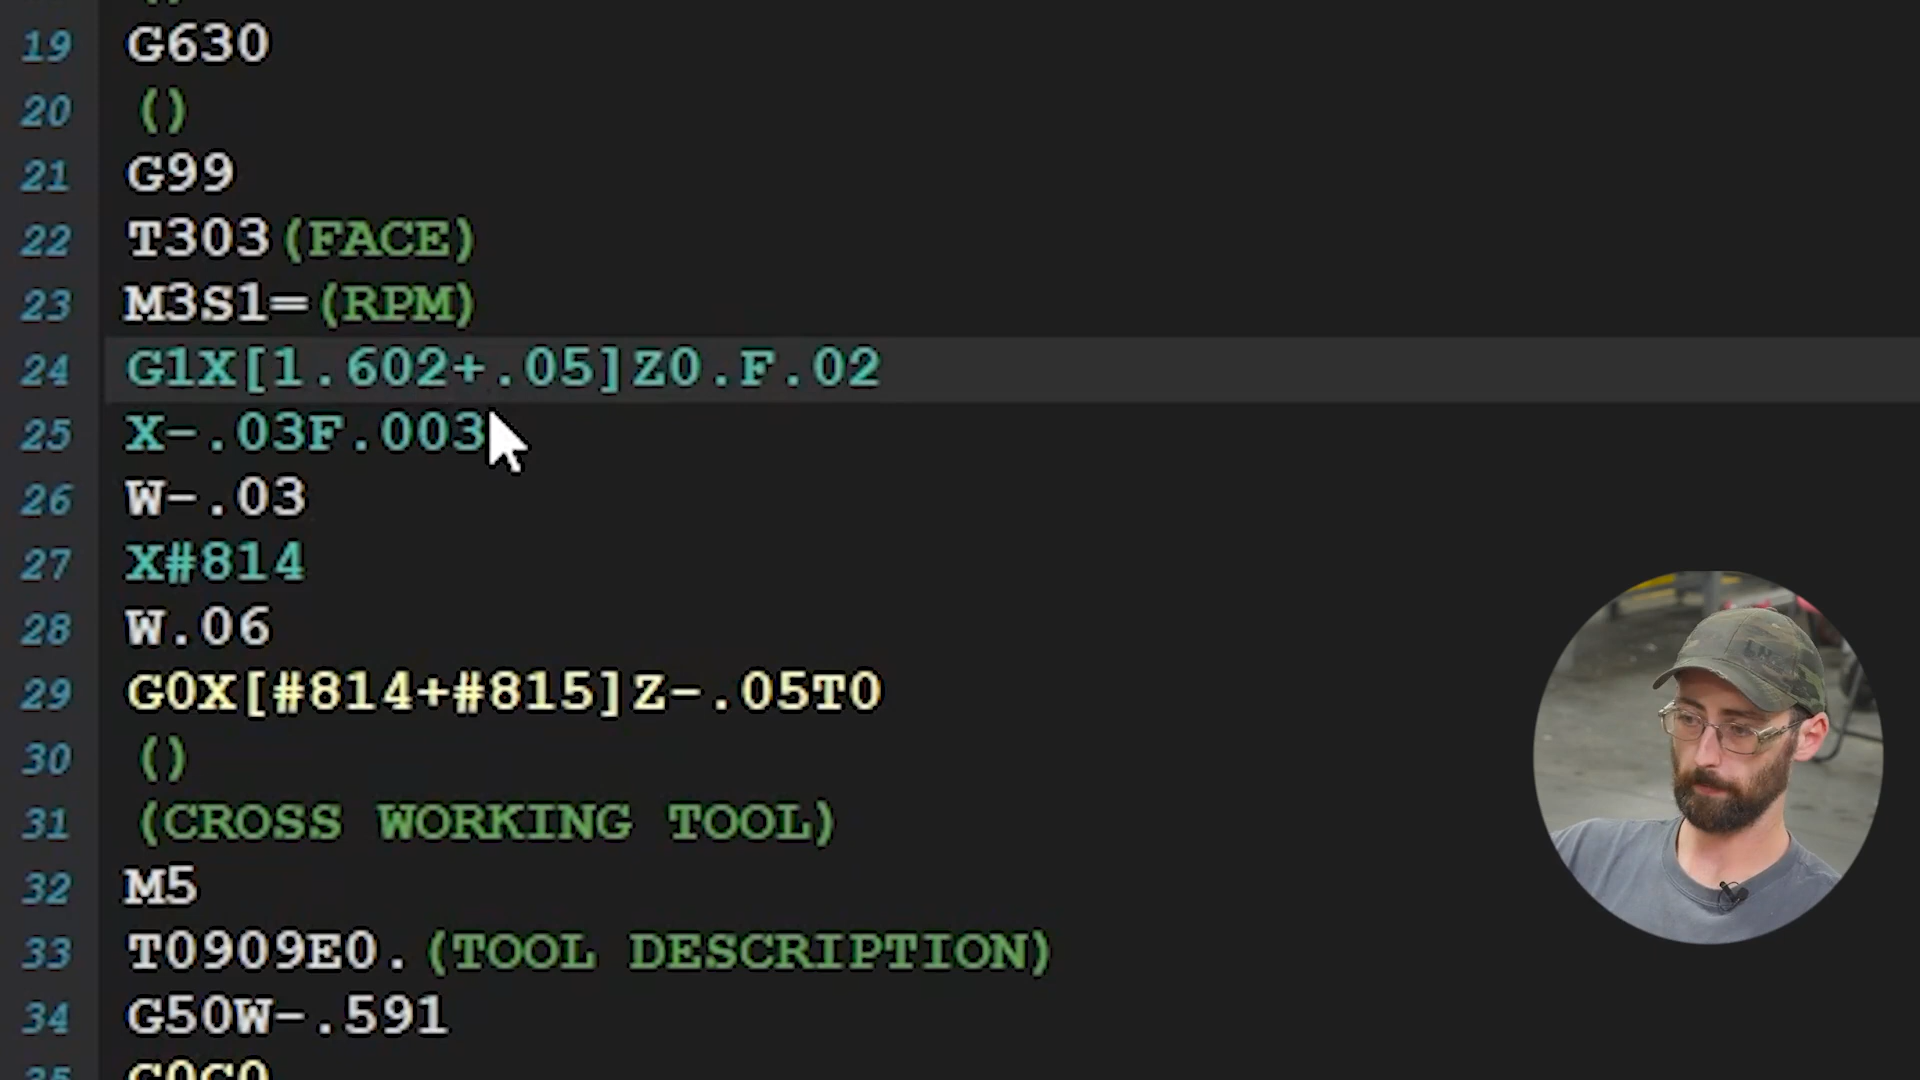 19 G630
20 ()
21 G99
22 T303(FACE)
23 M3S1=(RPM)
24 G1X[1.602+.05]Z0.F.02
25 X-.03F.003
26 W-.03
27 X#814
28 W.06
29 G0X[#814+#815]Z-.05T0
30 ()
31 (CROSS WORKING TOOL)
32 M5
33 T0909E0.(TOOL DESCRIPTION)
34 G50W-.591